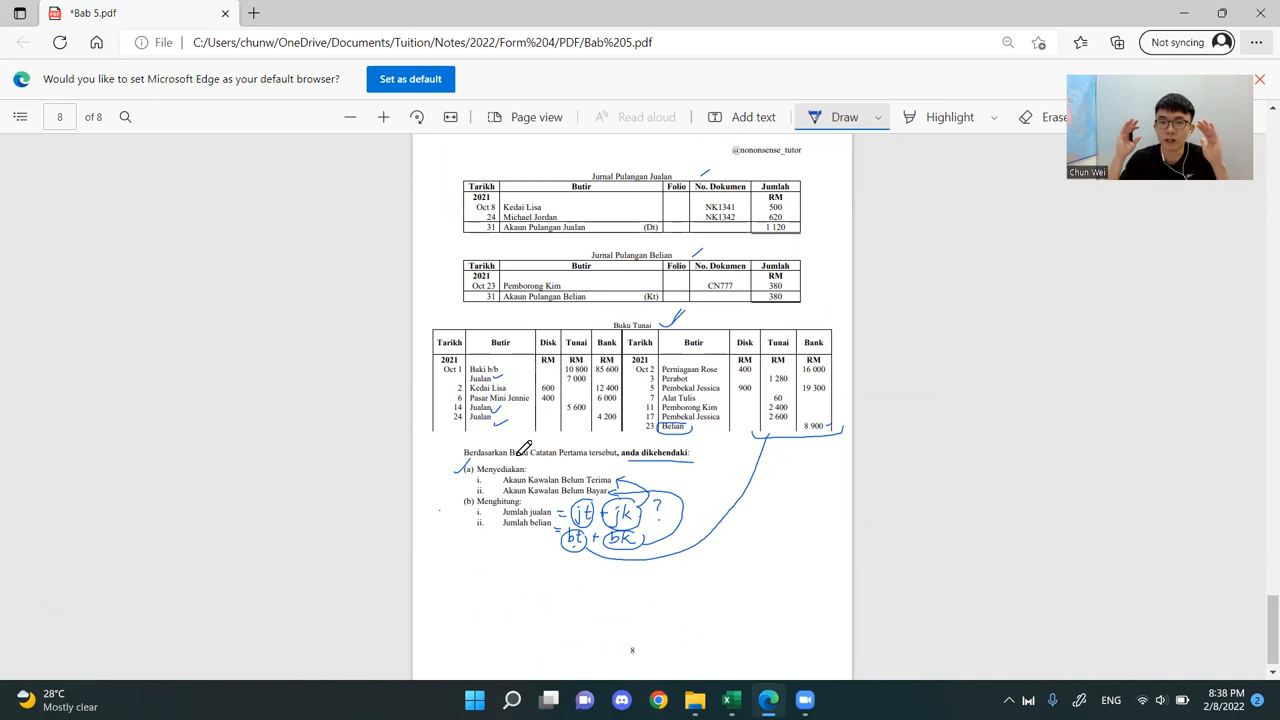 *Bab 5.pdf
File C:/Users/chunw/OneDrive/Documents/Tuition/Notes/2022/Form%204/PDF/Bab%205.pdf Not syncing
Would you like to set Microsoft Edge as your default browser? Set as default
8 of 8 Page view Read aloud Add text Draw Highlight Erase
Chun Wei
@nononsense_tutor
Jurnal Pulangan Jualan
Tarikh Butir Folio No. Dokumen Jumlah
2021 RM
Oct 8 Kedai Lisa NK1341 500
24 Michael Jordan NK1342 620
31 Akaun Pulangan Jualan (Dt) 1 120
Jurnal Pulangan Belian
Tarikh Butir Folio No. Dokumen Jumlah
2021 RM
Oct 23 Pemborong Kim CN777 380
31 Akaun Pulangan Belian (Kt) 380
Buku Tunai
Tarikh Butir Disk Tunai Bank Tarikh Butir Disk Tunai Bank
2021 RM RM RM 2021 RM RM RM
Oct 1 Baki b/b 10 800 85 600 Oct 2 Perniagaan Rose 400 16 000
Jualan 7 000 3 Perabot 1 280
2 Kedai Lisa 600 12 400 5 Pembekal Jessica 900 19 300
6 Pasar Mini Jennie 400 6 000 7 Alat Tulis 60
14 Jualan 5 600 11 Pemborong Kim 2 400
24 Jualan 4 200 17 Pembekal Jessica 2 600
23 Belian 8 900
Berdasarkan Buku Catatan Pertama tersebut, anda dikehendaki:
(a) Menyediakan:
i. Akaun Kawalan Belum Terima
ii. Akaun Kawalan Belum Bayar
(b) Menghitung:
i. Jumlah jualan = jt + jk ?
ii. Jumlah belian = bt + bk
8
28°C
Mostly clear
ENG 8:38 PM
2/8/2022 2